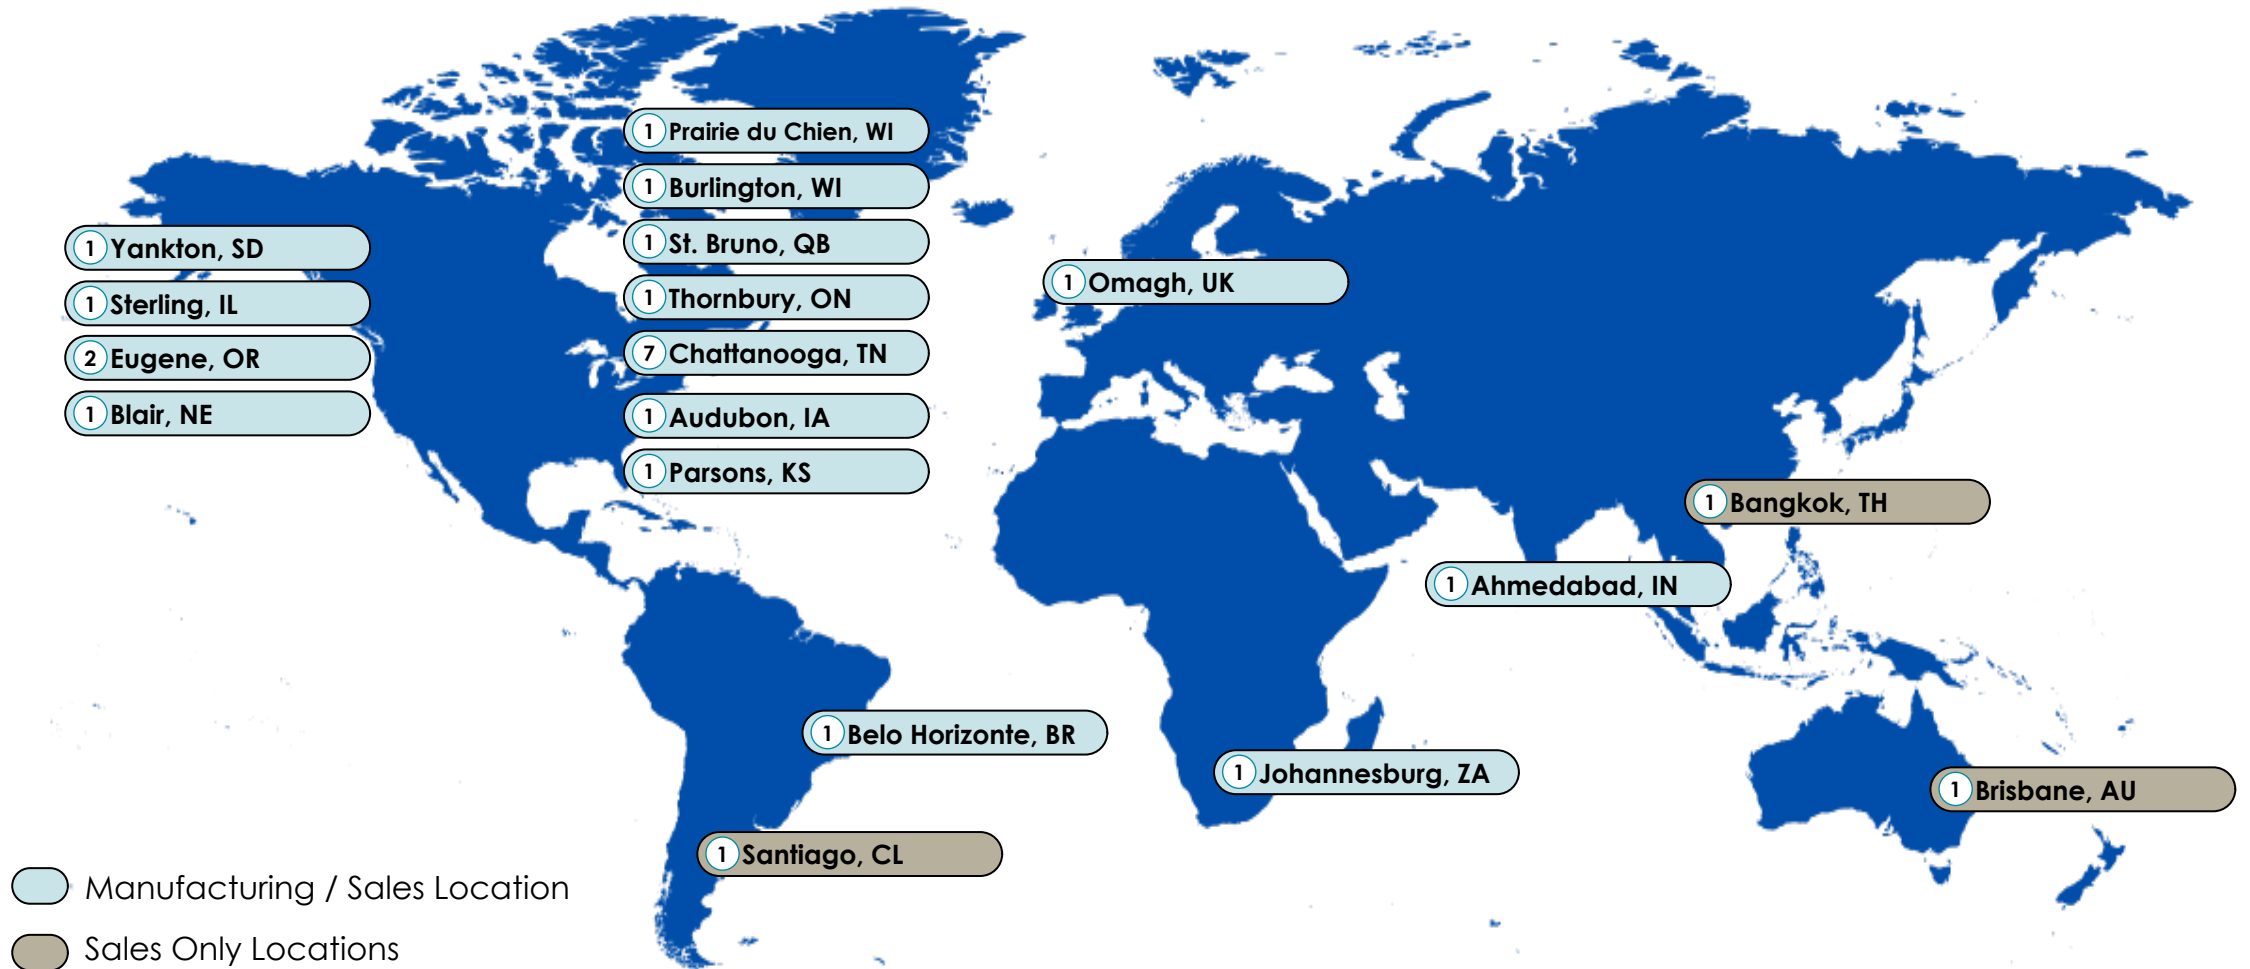 1 Prairie du Chien, WI
1 Burlington, WI
1 St. Bruno, QB
1 Thornbury, ON
7 Chattanooga, TN
1 Audubon, IA
1 Parsons, KS
1 Yankton, SD
1 Sterling, IL
2 Eugene, OR
1 Blair, NE
1 Omagh, UK
1 Bangkok, TH
1 Ahmedabad, IN
1 Belo Horizonte, BR
1 Johannesburg, ZA
1 Brisbane, AU
1 Santiago, CL
Manufacturing / Sales Location
Sales Only Locations